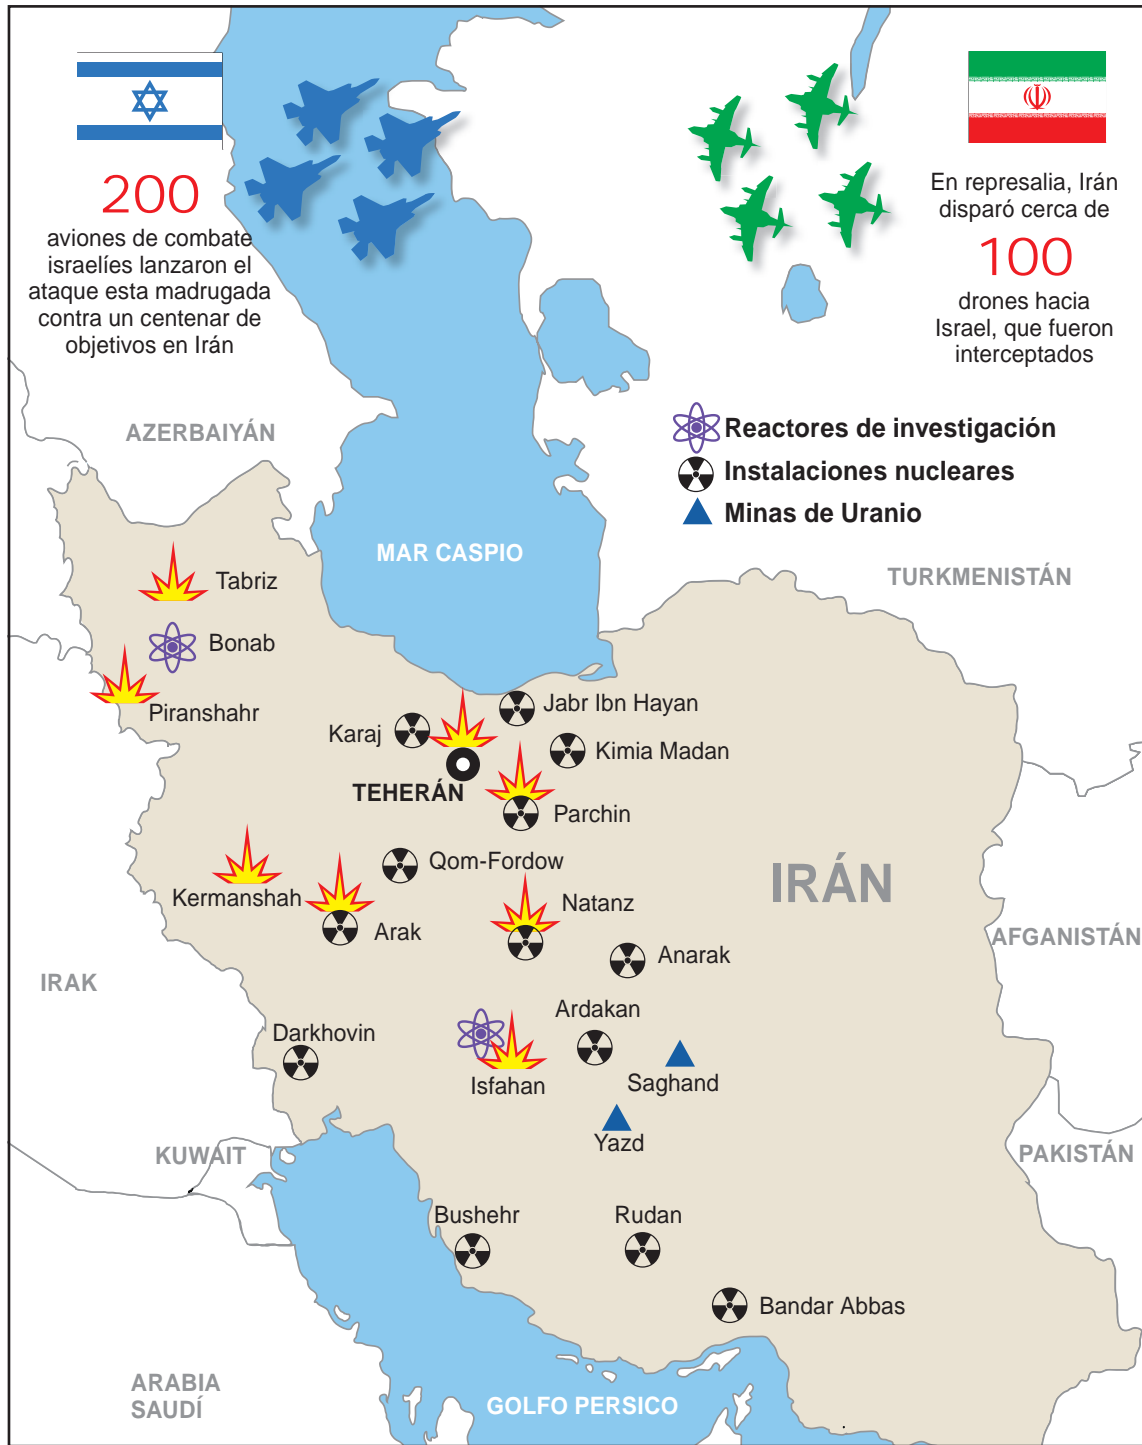 200
aviones de combate
israelíes lanzaron el
ataque esta madrugada
contra un centenar de
objetivos en Irán
En represalia, Irán
disparó cerca de
100
drones hacia
Israel, que fueron
interceptados
Reactores de investigación
Instalaciones nucleares
Minas de Uranio
AZERBAIYÁN
MAR CASPIO
TURKMENISTÁN
Tabriz
Bonab
Piranshahr
Jabr Ibn Hayan
Karaj
Kimia Madan
TEHERÁN
Parchin
Qom-Fordow
IRÁN
Kermanshah
Natanz
Arak
AFGANISTÁN
Anarak
IRAK
Ardakan
Darkhovin
Isfahan
Saghand
Yazd
KUWAIT
PAKISTÁN
Bushehr
Rudan
Bandar Abbas
ARABIA
SAUDÍ
GOLFO PERSICO